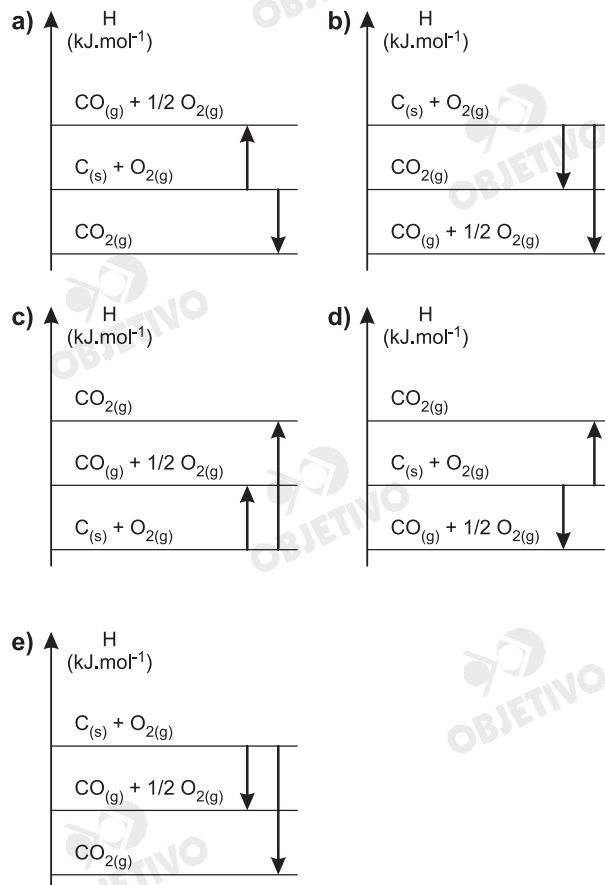 a) H
(kJ.mol⁻¹)
CO₍g₎ + 1/2 O₂₍g₎
C₍s₎ + O₂₍g₎
CO₂₍g₎
b) H
(kJ.mol⁻¹)
C₍s₎ + O₂₍g₎
CO₂₍g₎
CO₍g₎ + 1/2 O₂₍g₎
c) H
(kJ.mol⁻¹)
CO₂₍g₎
CO₍g₎ + 1/2 O₂₍g₎
C₍s₎ + O₂₍g₎
d) H
(kJ.mol⁻¹)
CO₂₍g₎
C₍s₎ + O₂₍g₎
CO₍g₎ + 1/2 O₂₍g₎
e) H
(kJ.mol⁻¹)
C₍s₎ + O₂₍g₎
CO₍g₎ + 1/2 O₂₍g₎
CO₂₍g₎
OBJETIVO
OBJETIVO
OBJETIVO
OBJETIVO
OBJETIVO
OBJETIVO